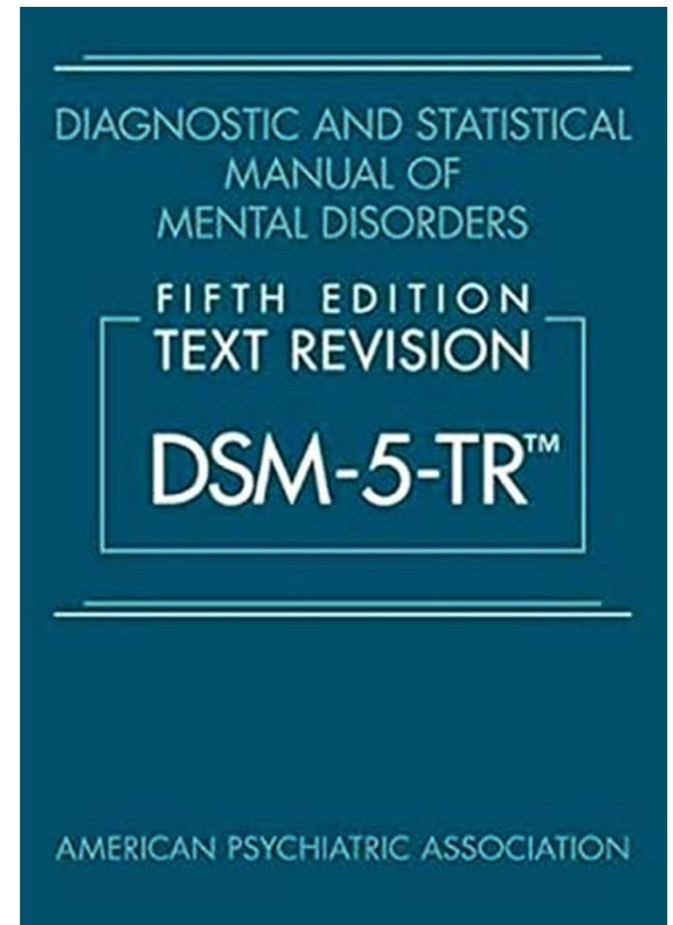 DIAGNOSTIC AND STATISTICAL
MANUAL OF
MENTAL DISORDERS
FIFTH EDITION
TEXT REVISION
DSM-5-TR™
AMERICAN PSYCHIATRIC ASSOCIATION